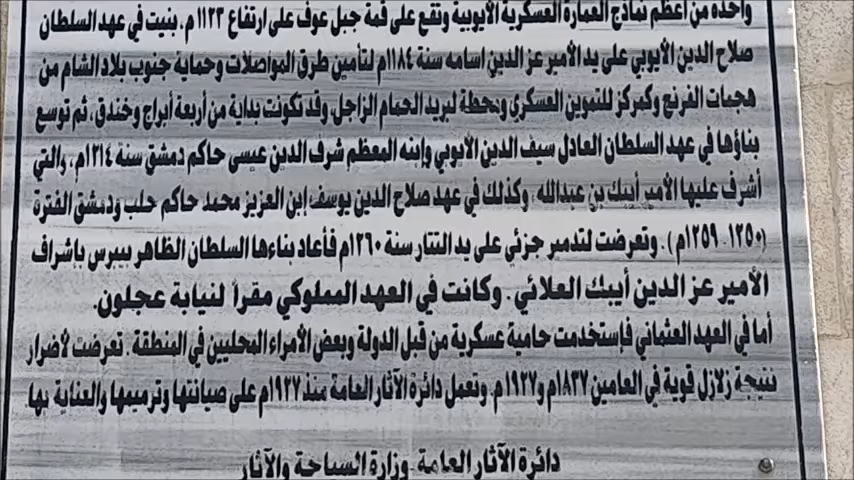 واحدة من أعظم نماذج العمارة العسكرية الأيوبية وتقع على قمة جبل عوف على ارتفاع ١١٢٣ م. بنيت في عهد السلطان
صلاح الدين الأيوبي على يد الأمير عز الدين اسامه سنة ١١٨٤م لتأمين طرق المواصلات وحماية جنوب بلاد الشام من
هجمات الفرنج وكمركز للتموين العسكري ومحطة لبريد الحمام الزاجل. وقد تكونت بداية من أربعة أبراج وخندق، ثم توسع
بناؤها في عهد السلطان العادل سيف الدين الأيوبي وإبنه المعظم شرف الدين عيسى حاكم دمشق سنة ١٢١٤م، والتي
أشرف عليها الأمير أيبك بن عبدالله. وكذلك في عهد صلاح الدين يوسف إبن العزيز محمد حاكم حلب ودمشق الفترة
(١٢٥٠ - ١٢٥٩م). وتعرضت لتدمير جزئي على يد التتار سنة ١٢٦٠م فأعاد بناءها السلطان الظاهر بيبرس بإشراف
الأمير عز الدين أيبك العلائي. وكانت في العهد المملوكي مقراً لنيابة عجلون.
أما في العهد العثماني فإستخدمت حامية عسكرية من قبل الدولة وبعض الأمراء المحليين في المنطقة. تعرضت لأضرار
نتيجة زلازل قوية في العامين ١٨٣٧م و١٩٢٧م. وتعمل دائرة الآثار العامة منذ ١٩٢٧م على صيانتها وترميمها والعناية بها
دائرة الآثار العامة - وزارة السياحة والآثار